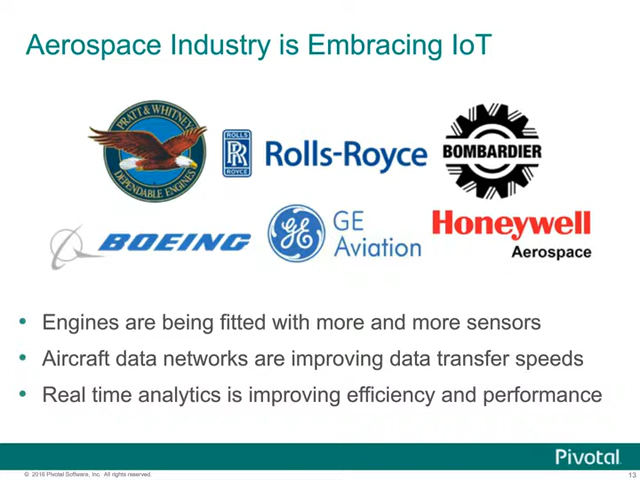 Aerospace Industry is Embracing IoT
PRATT & WHITNEY
DEPENDABLE ENGINES
ROLLS
RR
ROYCE
Rolls-Royce
BOMBARDIER
BOEING
GE
GE
Aviation
Honeywell
Aerospace
• Engines are being fitted with more and more sensors
• Aircraft data networks are improving data transfer speeds
• Real time analytics is improving efficiency and performance
Pivotal
© 2016 Pivotal Software, Inc. All rights reserved.
13